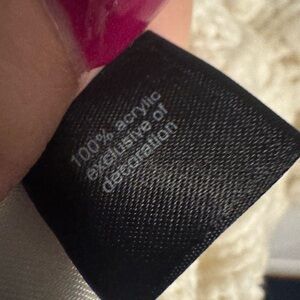 100% acrylic
exclusive of
decoration